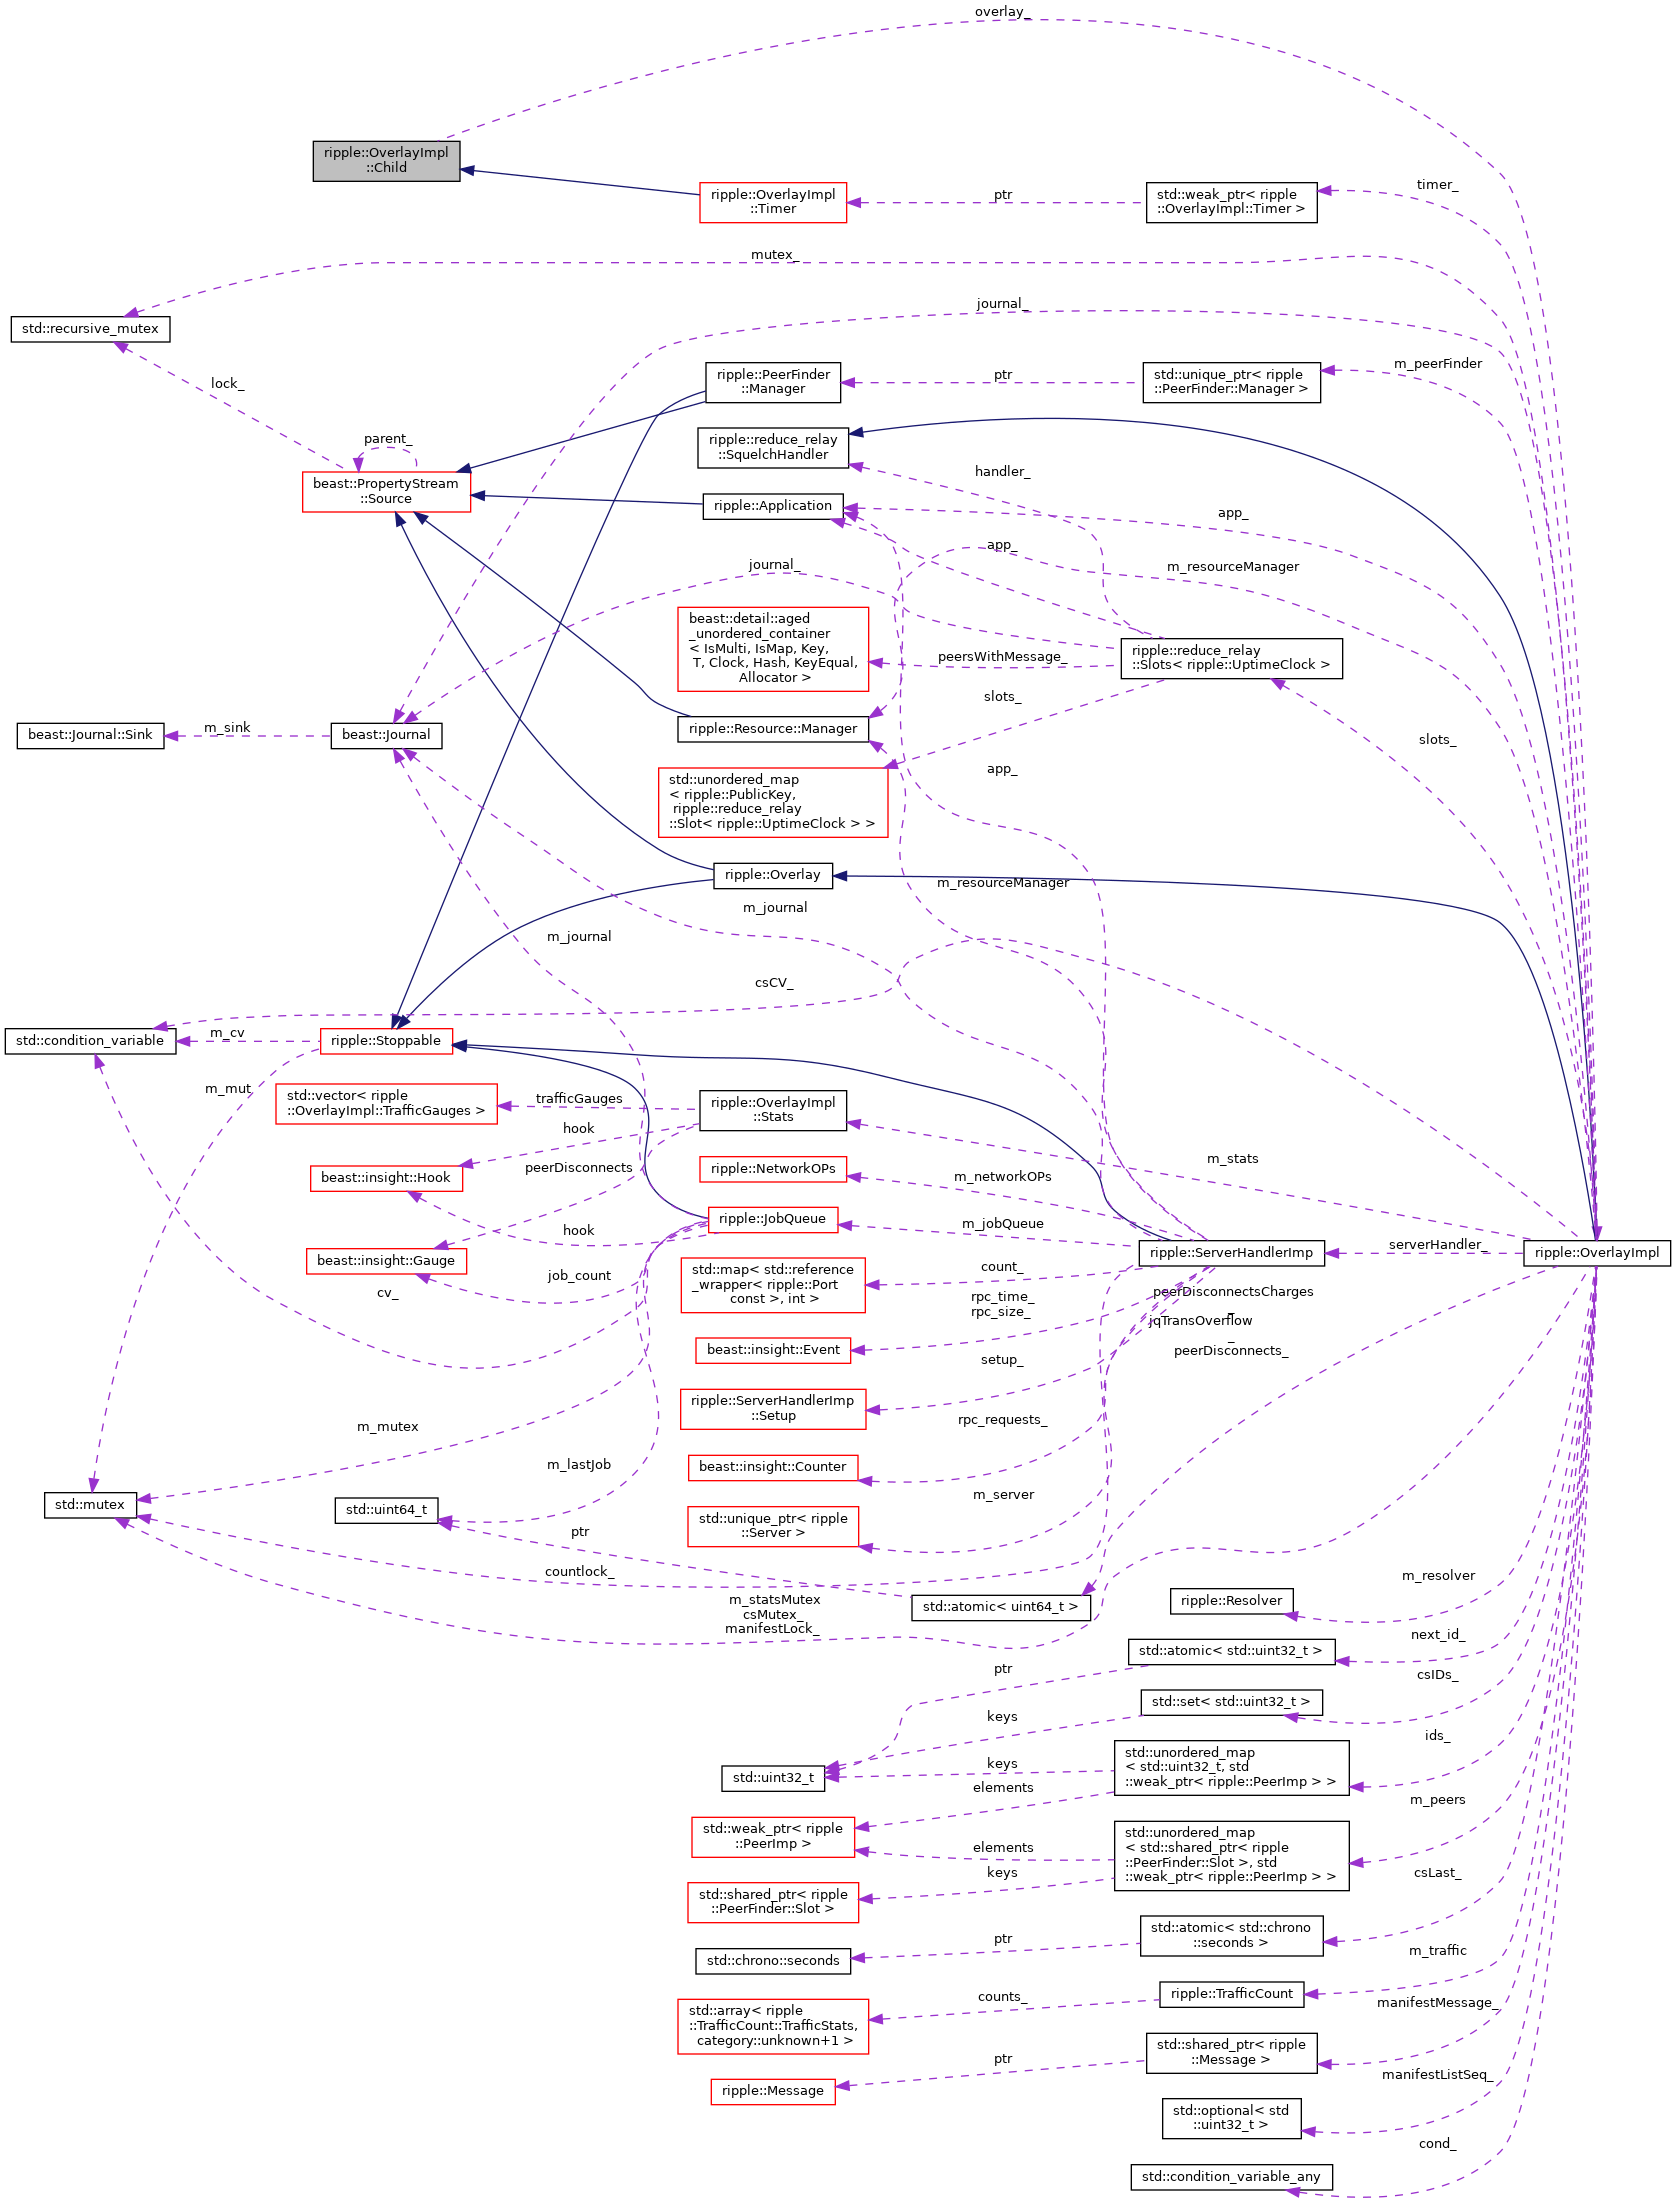 overlay_
ripple::OverlayImpl
::Child
timer_
ripple::OverlayImpl
::Timer
ptr
std::weak_ptr< ripple
::OverlayImpl::Timer >
mutex_
journal_
std::recursive_mutex
lock_
ripple::PeerFinder
::Manager
ptr
std::unique_ptr< ripple
::PeerFinder::Manager >
m_peerFinder
parent_
ripple::reduce_relay
::SquelchHandler
handler_
beast::PropertyStream
::Source
ripple::Application
app_
app_
m_resourceManager
journal_
beast::detail::aged
_unordered_container
< IsMulti, IsMap, Key,
T, Clock, Hash, KeyEqual,
Allocator >
peersWithMessage_
ripple::reduce_relay
::Slots< ripple::UptimeClock >
slots_
slots_
beast::Journal::Sink
m_sink
beast::Journal
ripple::Resource::Manager
app_
std::unordered_map
< ripple::PublicKey,
ripple::reduce_relay
::Slot< ripple::UptimeClock > >
ripple::Overlay
m_resourceManager
m_journal
m_journal
csCV_
std::condition_variable
m_cv
ripple::Stoppable
m_mut
std::vector< ripple
::OverlayImpl::TrafficGauges >
trafficGauges
ripple::OverlayImpl
::Stats
hook
m_stats
peerDisconnects
beast::insight::Hook
ripple::NetworkOPs
m_networkOPs
ripple::JobQueue
m_jobQueue
hook
beast::insight::Gauge
job_count
cv_
ripple::ServerHandlerImp
serverHandler_
ripple::OverlayImpl
std::map< std::reference
_wrapper< ripple::Port
const >, int >
count_
rpc_time_
rpc_size_
peerDisconnectsCharges
_
jqTransOverflow
_
peerDisconnects_
beast::insight::Event
setup_
ripple::ServerHandlerImp
::Setup
rpc_requests_
m_mutex
beast::insight::Counter
m_lastJob
m_server
std::mutex
std::uint64_t
std::unique_ptr< ripple
::Server >
ptr
countlock_
m_statsMutex
csMutex_
manifestLock_
std::atomic< uint64_t >
m_resolver
ripple::Resolver
next_id_
std::atomic< std::uint32_t >
ptr
csIDs_
std::set< std::uint32_t >
keys
ids_
std::unordered_map
< std::uint32_t, std
::weak_ptr< ripple::PeerImp > >
keys
std::uint32_t
elements
m_peers
std::weak_ptr< ripple
::PeerImp >
std::unordered_map
< std::shared_ptr< ripple
::PeerFinder::Slot >, std
::weak_ptr< ripple::PeerImp > >
elements
keys
csLast_
std::shared_ptr< ripple
::PeerFinder::Slot >
std::atomic< std::chrono
::seconds >
ptr
std::chrono::seconds
m_traffic
ripple::TrafficCount
counts_
manifestMessage_
std::array< ripple
::TrafficCount::TrafficStats,
category::unknown+1 >
std::shared_ptr< ripple
::Message >
ptr
ripple::Message
manifestListSeq_
std::optional< std
::uint32_t >
cond_
std::condition_variable_any